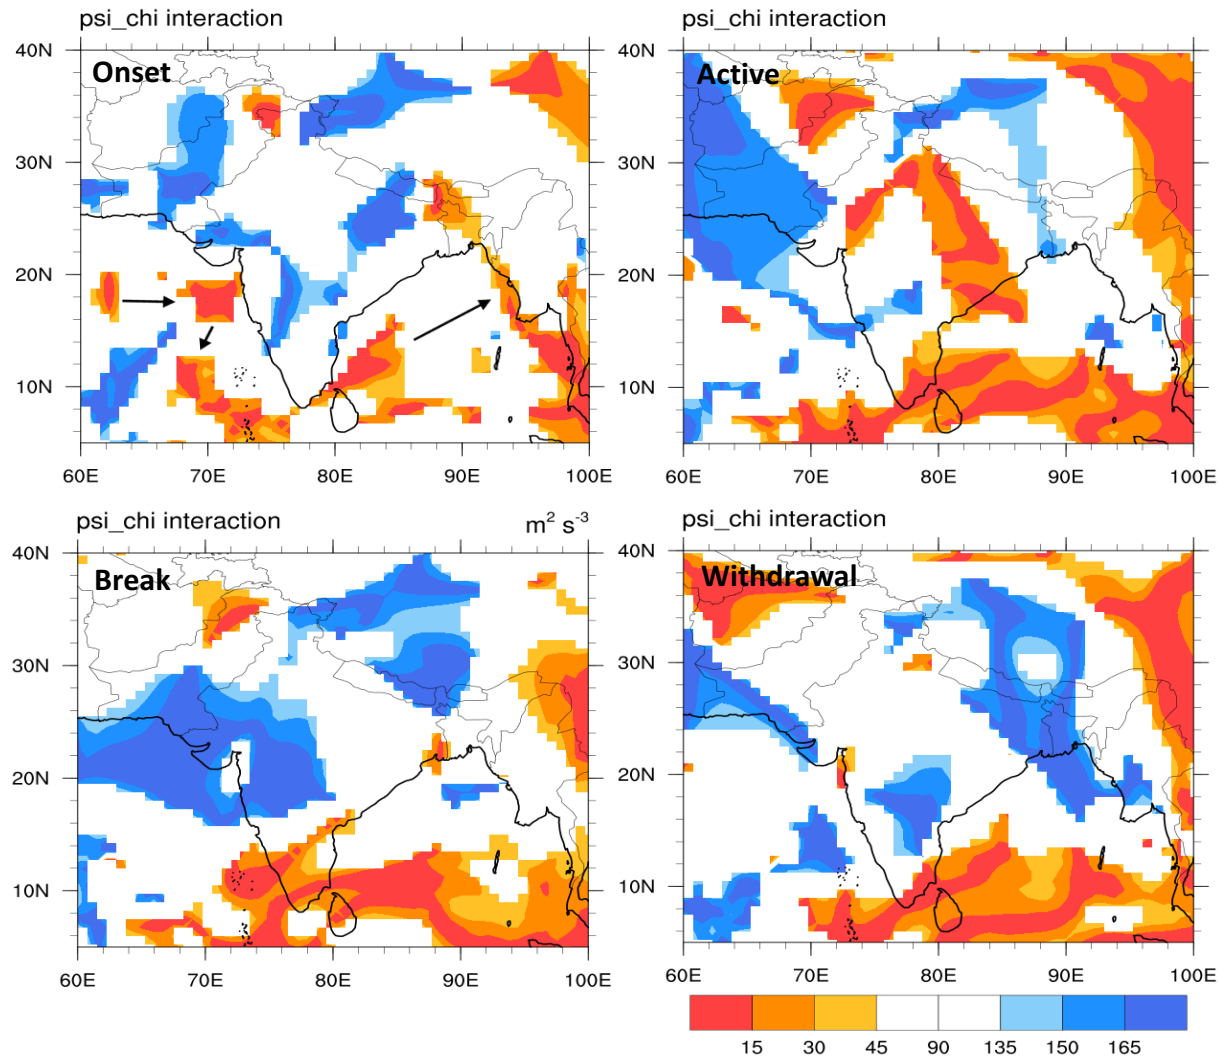 psi_chi interaction
Onset
40N
30N
20N
10N
60E 70E 80E 90E 100E
psi_chi interaction
Active
40N
30N
20N
10N
60E 70E 80E 90E 100E
psi_chi interaction m² s⁻³
Break
40N
30N
20N
10N
60E 70E 80E 90E 100E
psi_chi interaction
Withdrawal
40N
30N
20N
10N
60E 70E 80E 90E 100E
15 30 45 90 135 150 165